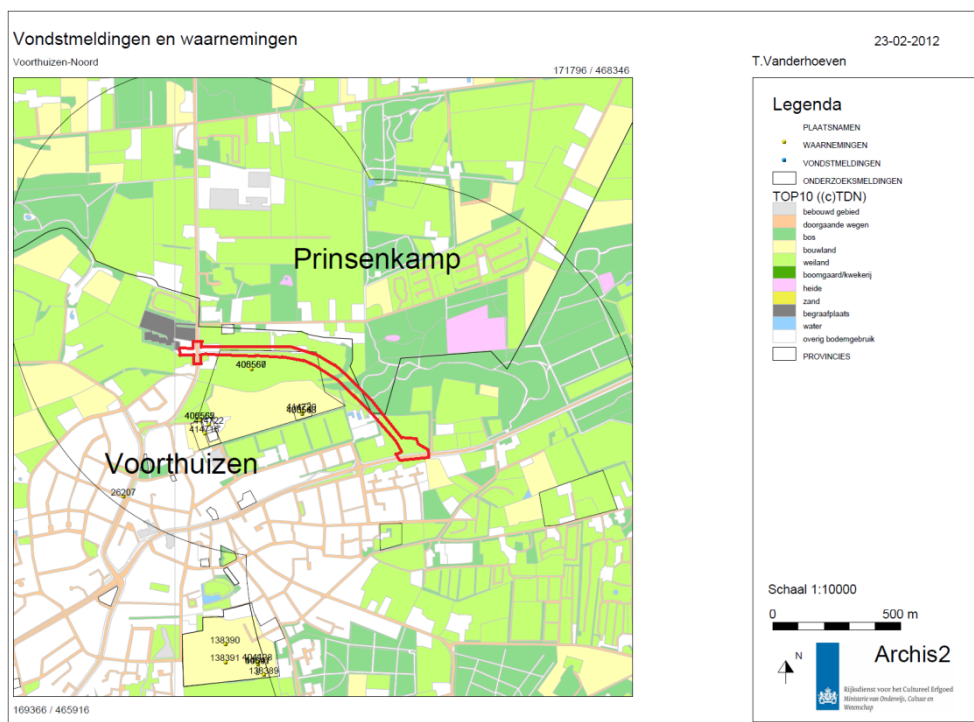 Vondstmeldingen en waarnemingen
Voorthuizen-Noord
23-02-2012
T.Vanderhoeven
171796 / 468346
Prinsenkamp
Voorthuizen
26207
138390
138391
138389
169366 / 465916
Legenda
PLAATSNAMEN
WAARNEMINGEN
VONDSTMELDINGEN
ONDERZOEKSMELDINGEN
TOP10 ((c)TDN)
bebouwd gebied
doorgaande wegen
bos
bouwland
weiland
boomgaard/kwekerij
heide
zand
begraafplaats
water
overig bodemgebruik
PROVINCIES
Schaal 1:10000
0 500 m
N
Archis2
Rijksdienst voor het Cultureel Erfgoed
Ministerie van Onderwijs, Cultuur en
Wetenschap